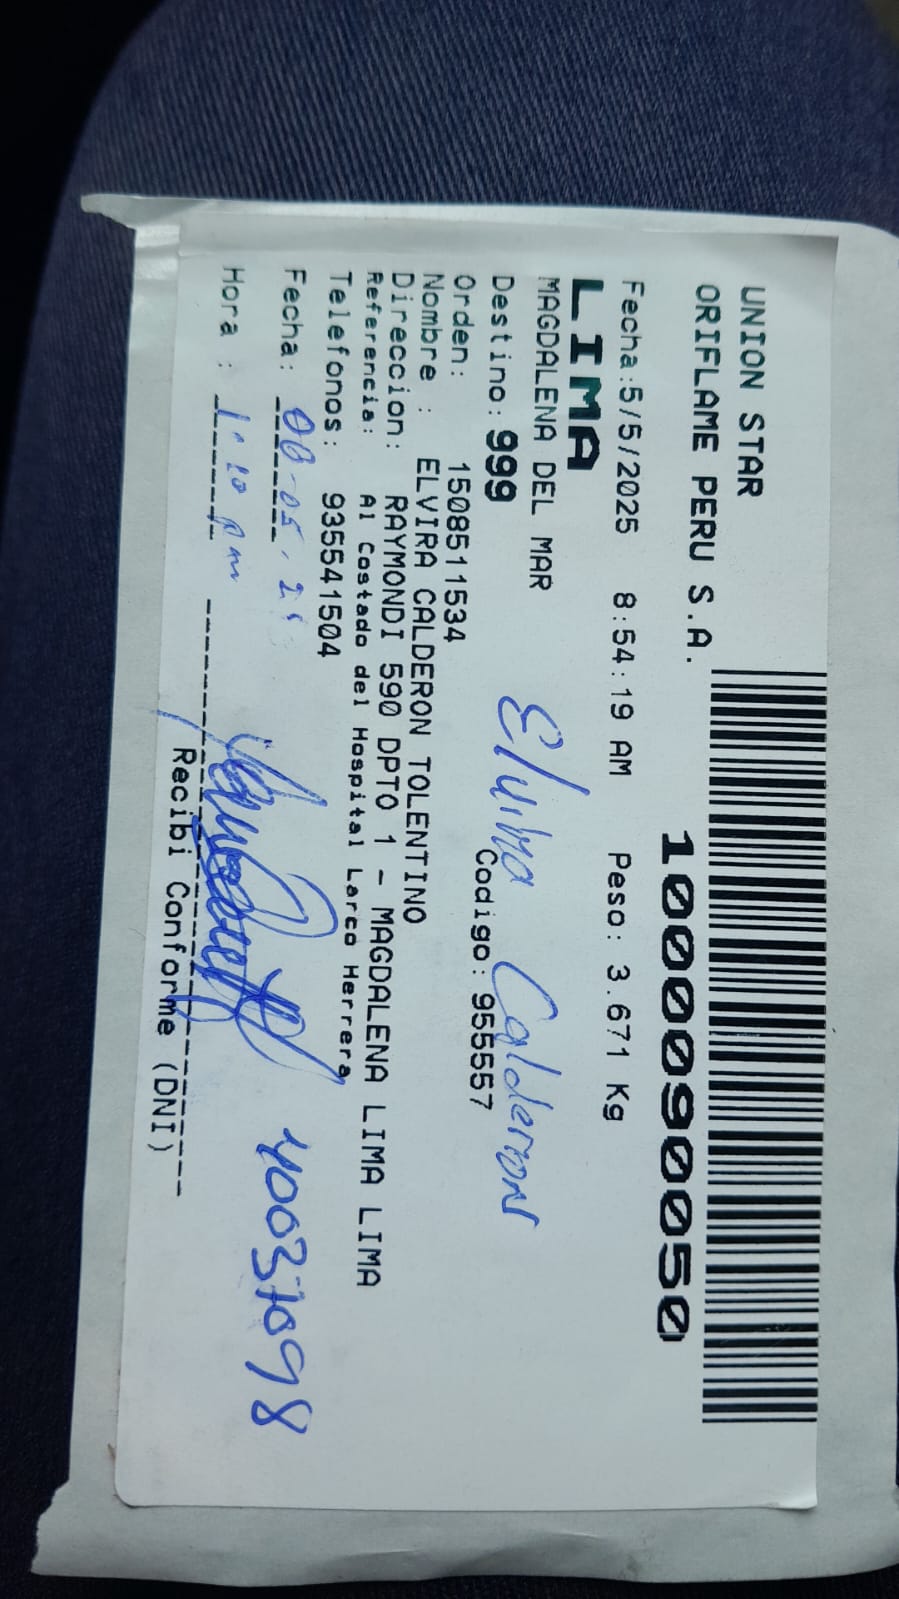 UNION STAR
ORIFLAME PERU S.A.
10000900050
Fecha:5/5/2025 8:54:19 AM Peso: 3.671 Kg
LIMA
MAGDALENA DEL MAR
Elvira Calderon
Destino: 999
Codigo: 955557
Orden: 1508511534
Nombre : ELVIRA CALDERON TOLENTINO
Direccion: RAYMONDI 590 DPTO 1 - MAGDALENA LIMA LIMA
Referencia: Al Costado del Hospital Larco Herrera
Telefonos: 935541504
Fecha:
40037098
Hora :
Recibi Conforme (DNI)